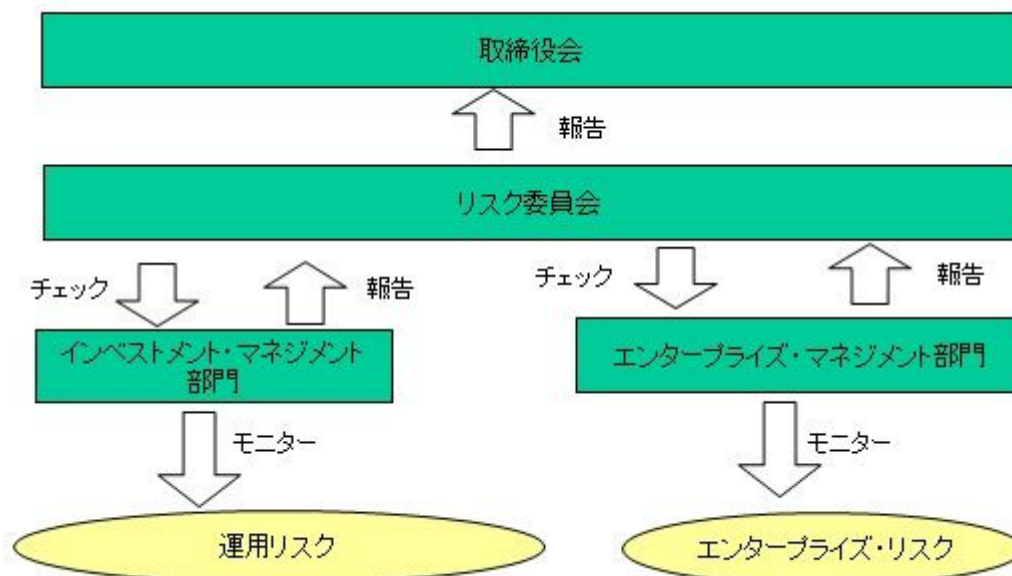 取締役会
報告
リスク委員会
チェック
報告
チェック
報告
インベストメント・マネジメント
部門
エンタープライズ・マネジメント部門
モニター
モニター
運用リスク
エンタープライズ・リスク